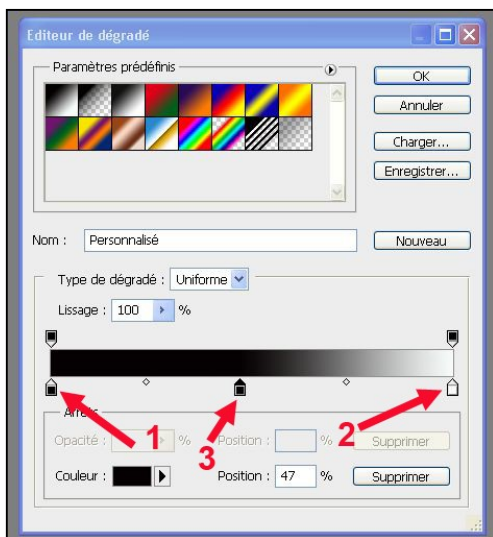 Editeur de dégradé
Paramètres prédéfinis
OK
Annuler
Charger...
Enregistrer...
Nom : Personnalisé
Nouveau
Type de dégradé : Uniforme
Lissage : 100 %
1
3
2
Arrêts
Opacité : % Position : % Supprimer
Couleur : Position : 47 % Supprimer